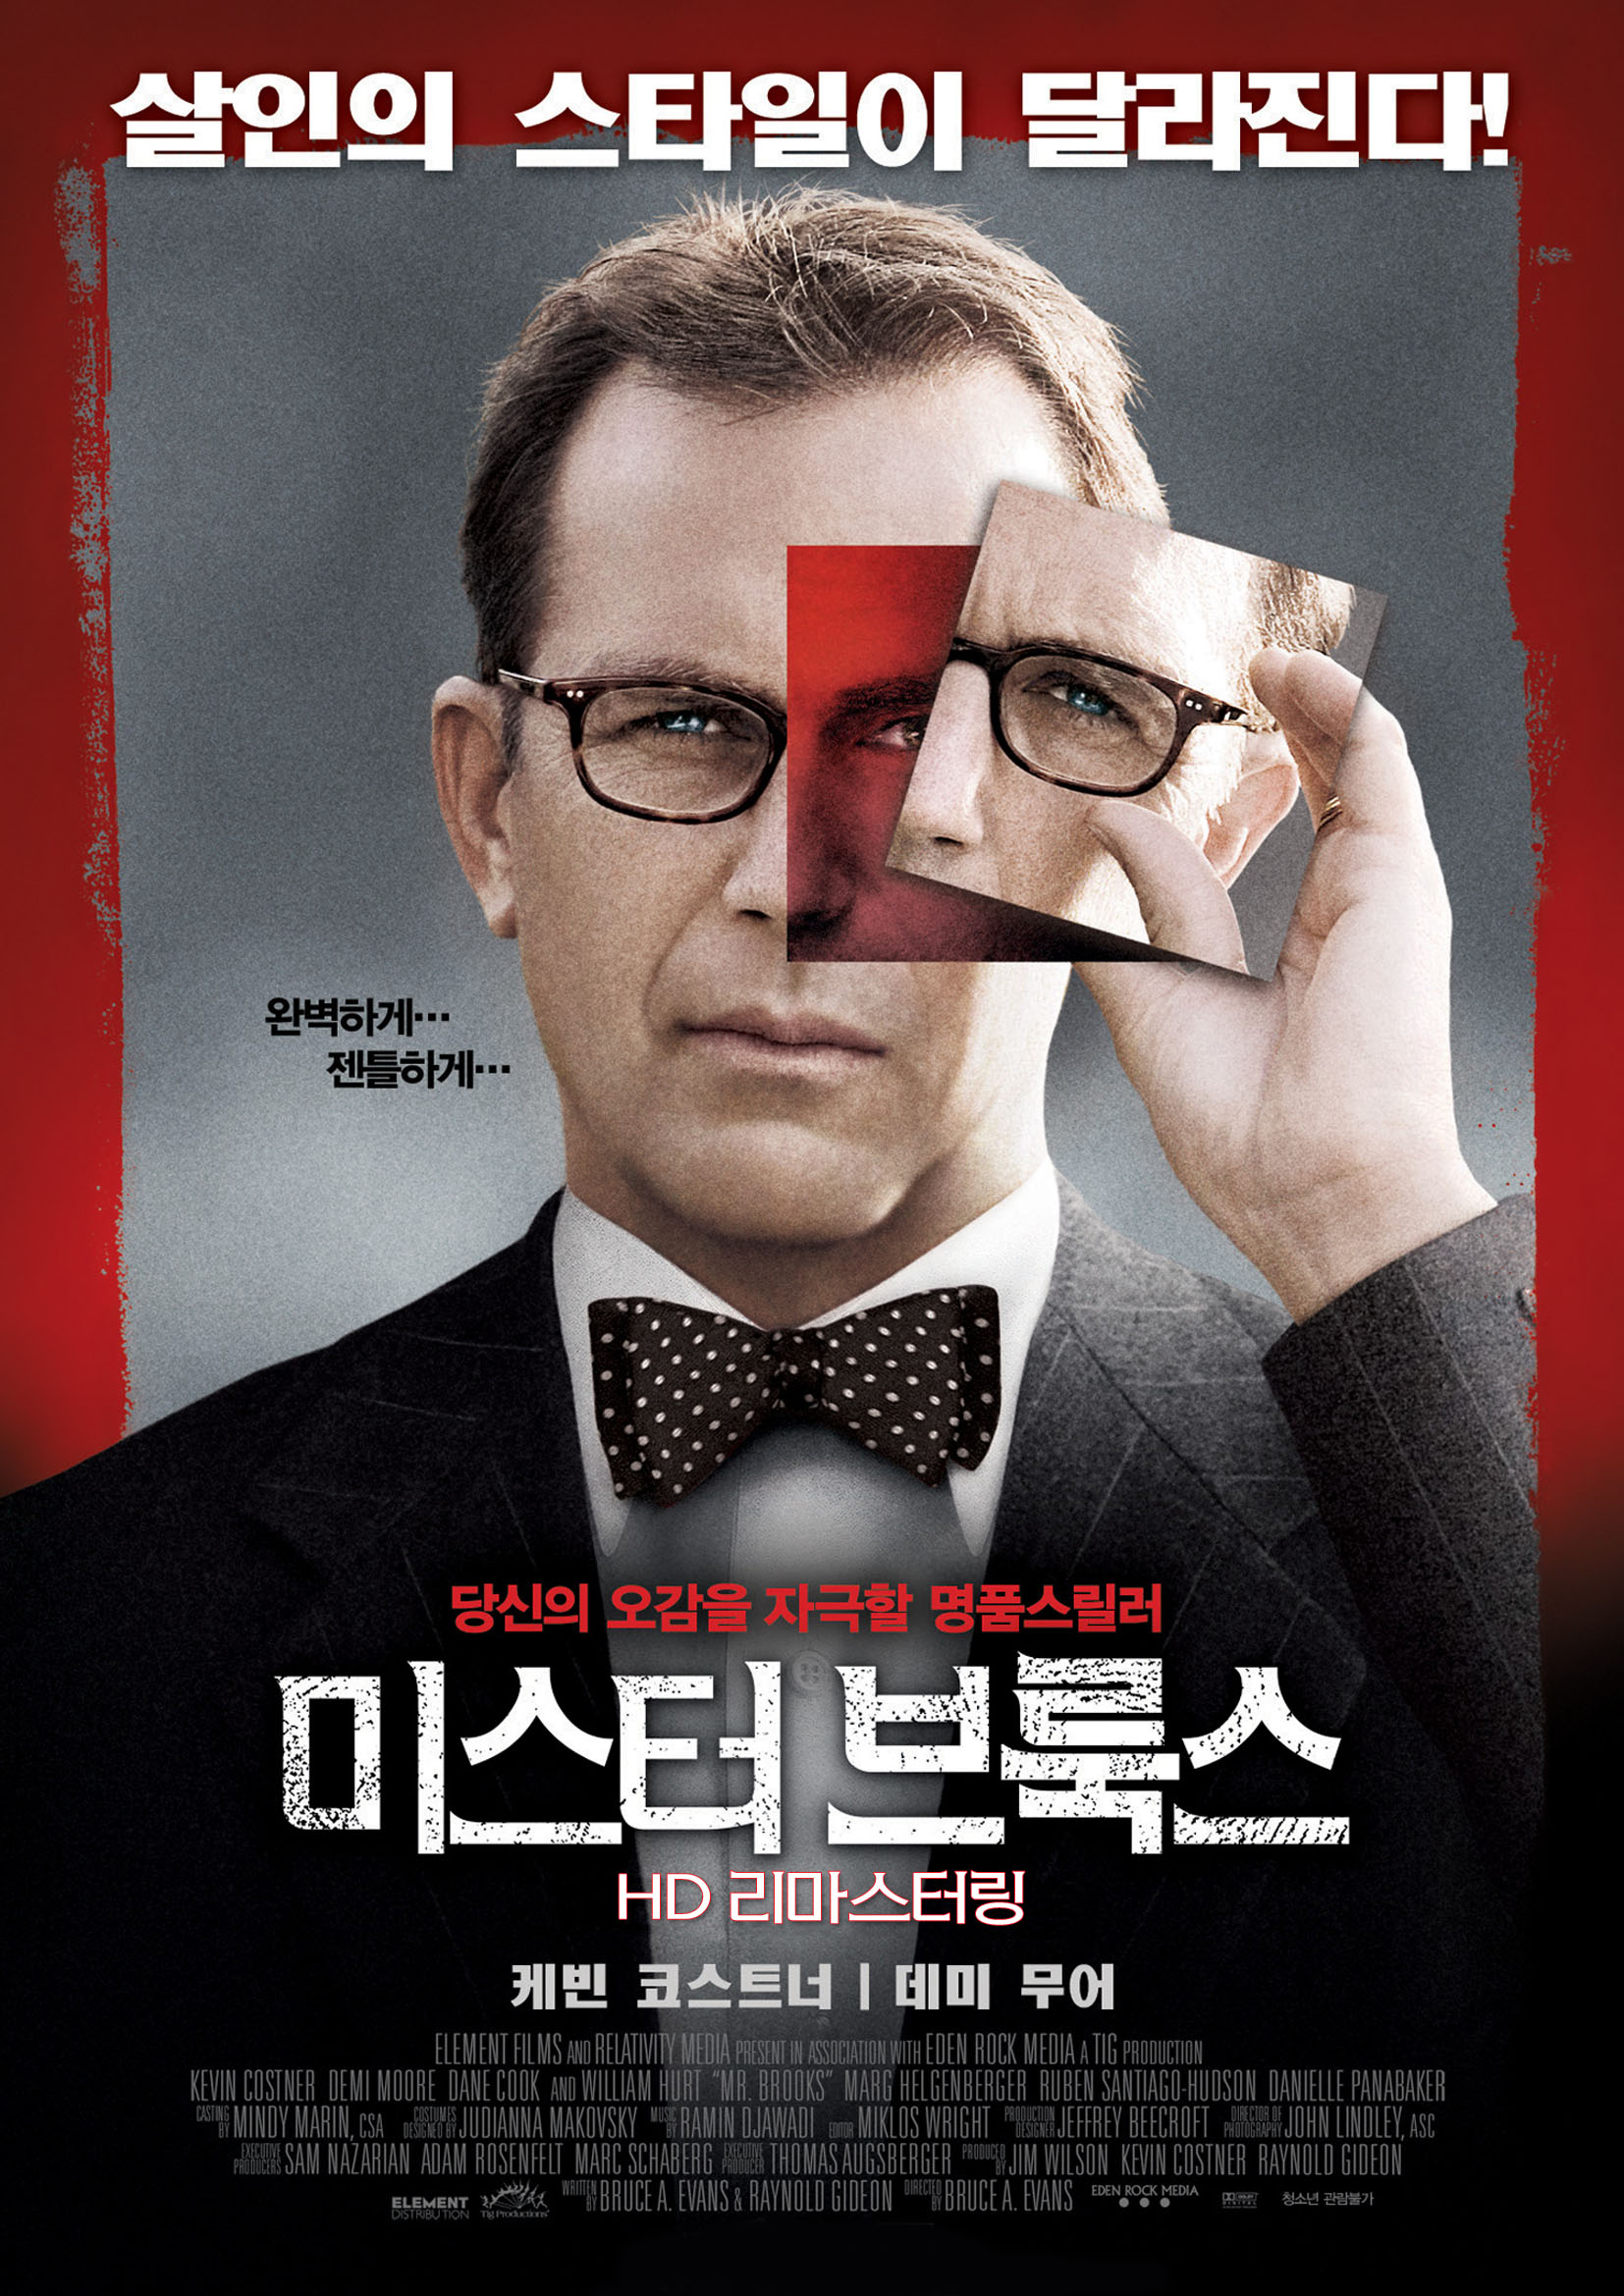 살인의 스타일이 달라진다!
완벽하게…
젠틀하게…
당신의 오감을 자극할 명품스릴러
미스터 브룩스
HD 리마스터링
케빈 코스트너 | 데미 무어
ELEMENT FILMS AND RELATIVITY MEDIA PRESENT IN ASSOCIATION WITH EDEN ROCK MEDIA A TIG PRODUCTION
KEVIN COSTNER DEMI MOORE DANE COOK AND WILLIAM HURT "MR. BROOKS" MARG HELGENBERGER RUBEN SANTIAGO-HUDSON DANIELLE PANABAKER
CASTING BY MINDY MARIN, CSA COSTUMES DESIGNED BY JUDIANNA MAKOVSKY MUSIC BY RAMIN DJAWADI EDITOR MIKLOS WRIGHT PRODUCTION DESIGNER JEFFREY BEECROFT DIRECTOR OF PHOTOGRAPHY JOHN LINDLEY, ASC
EXECUTIVE PRODUCERS SAM NAZARIAN ADAM ROSENFELT MARC SCHABERG EXECUTIVE PRODUCER THOMAS AUGSBERGER PRODUCED BY JIM WILSON KEVIN COSTNER RAYNOLD GIDEON
WRITTEN BY BRUCE A. EVANS & RAYNOLD GIDEON DIRECTED BY BRUCE A. EVANS
ELEMENT DISTRIBUTION Tig Productions EDEN ROCK MEDIA DOLBY DIGITAL 청소년 관람불가